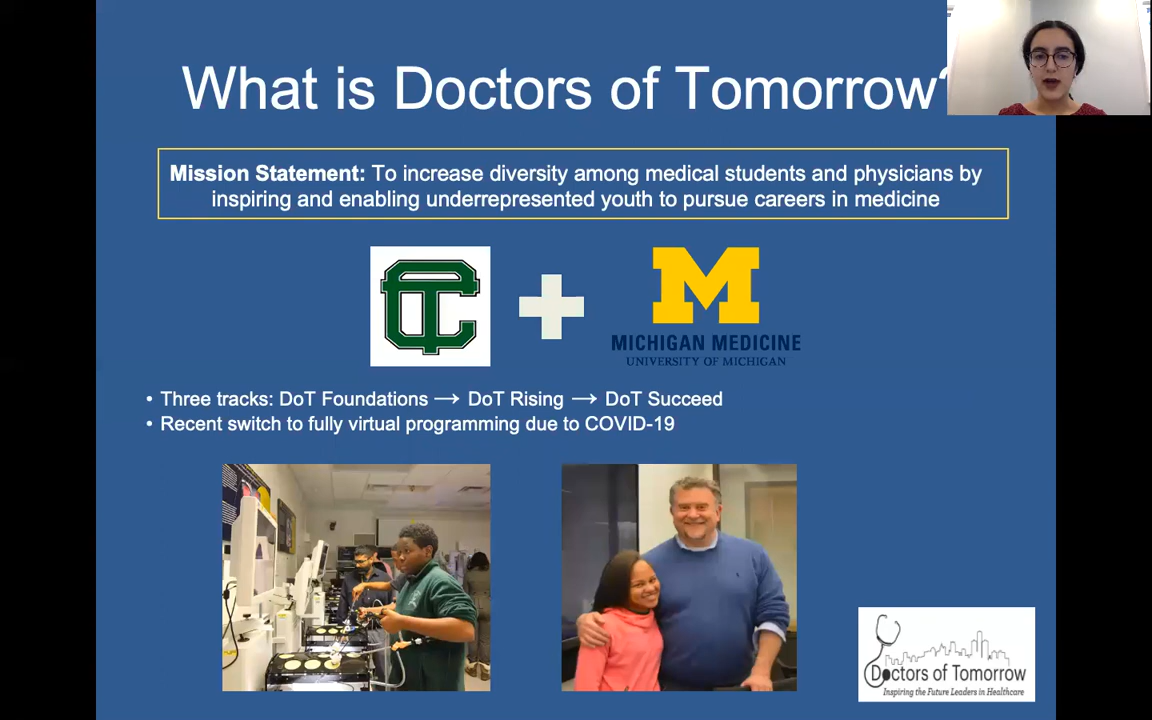 What is Doctors of Tomorrow?
Mission Statement: To increase diversity among medical students and physicians by
inspiring and enabling underrepresented youth to pursue careers in medicine
CT
M
MICHIGAN MEDICINE
UNIVERSITY OF MICHIGAN
• Three tracks: DoT Foundations → DoT Rising → DoT Succeed
• Recent switch to fully virtual programming due to COVID-19
Doctors of Tomorrow
Inspiring the Future Leaders in Healthcare